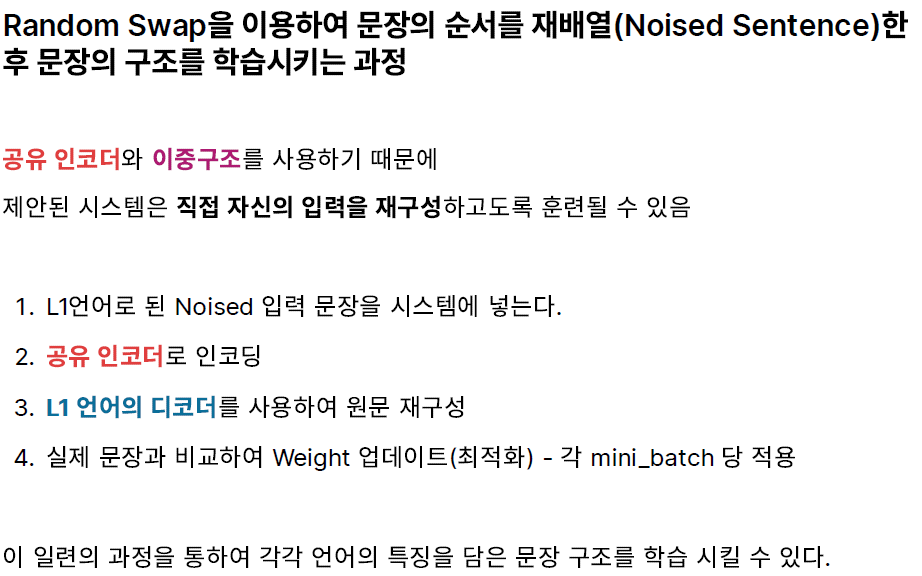 Random Swap을 이용하여 문장의 순서를 재배열(Noised Sentence)한
후 문장의 구조를 학습시키는 과정
공유 인코더와 이중구조를 사용하기 때문에
제안된 시스템은 직접 자신의 입력을 재구성하고도록 훈련될 수 있음
1. L1언어로 된 Noised 입력 문장을 시스템에 넣는다.
2. 공유 인코더로 인코딩
3. L1 언어의 디코더를 사용하여 원문 재구성
4. 실제 문장과 비교하여 Weight 업데이트(최적화) - 각 mini_batch 당 적용
이 일련의 과정을 통하여 각각 언어의 특징을 담은 문장 구조를 학습 시킬 수 있다.